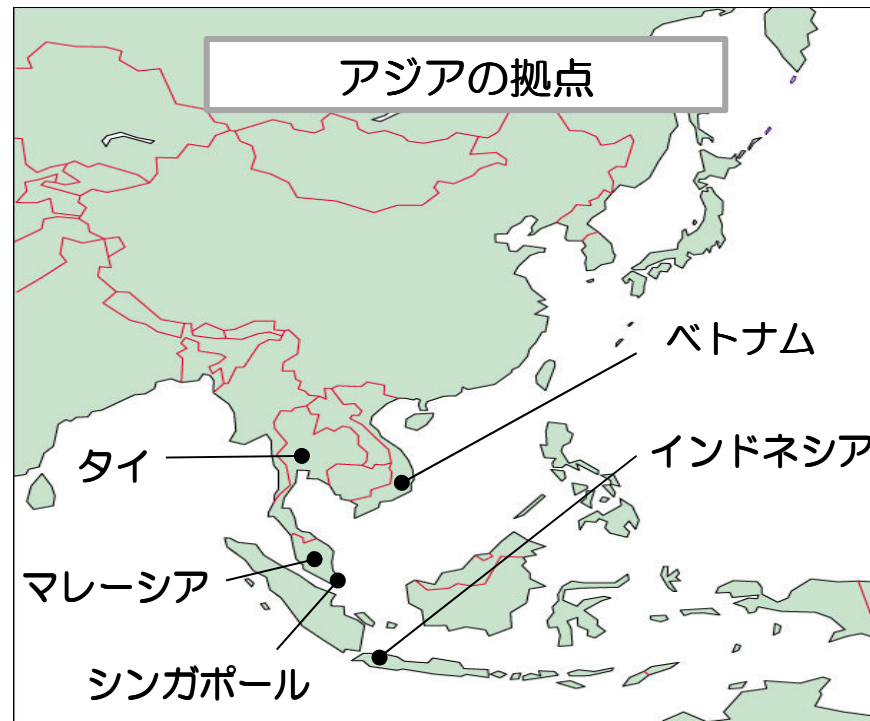 アジアの拠点
ベトナム
インドネシア
タイ
マレーシア
シンガポール